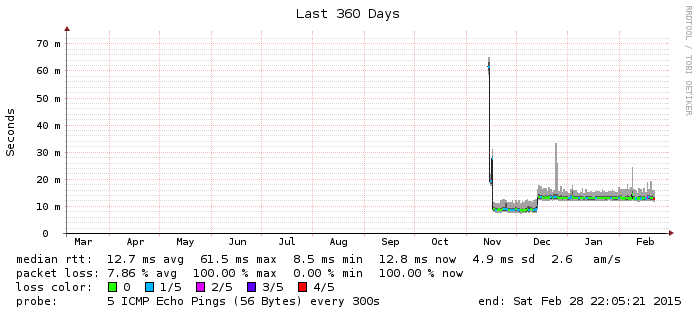 Last 360 Days
RRDTOOL / TOBI OETIKER
Seconds
70 m
60 m
50 m
40 m
30 m
20 m
10 m
0
Mar Apr May Jun Jul Aug Sep Oct Nov Dec Jan Feb
median rtt: 12.7 ms avg 61.5 ms max 8.5 ms min 12.8 ms now 4.9 ms sd 2.6 am/s
packet loss: 7.86 % avg 100.00 % max 0.00 % min 100.00 % now
loss color: 0 1/5 2/5 3/5 4/5
probe: 5 ICMP Echo Pings (56 Bytes) every 300s end: Sat Feb 28 22:05:21 2015